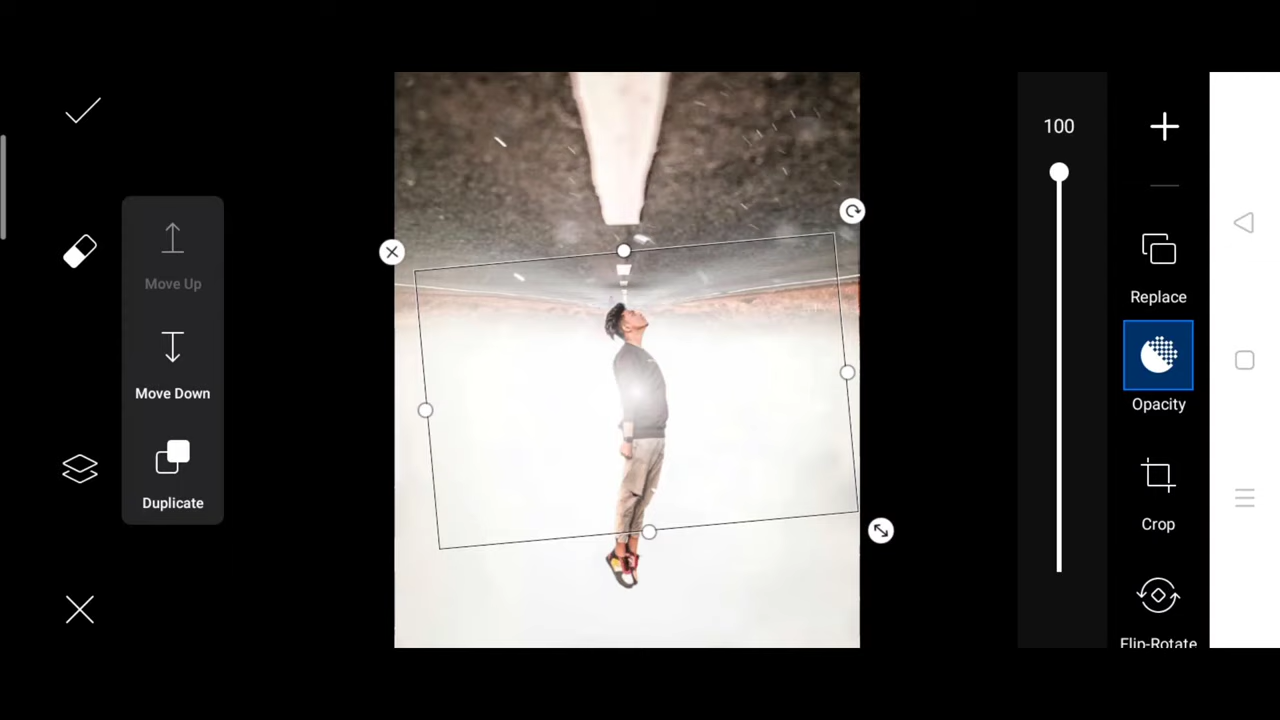 100
Move Up
Replace
Move Down
Opacity
Duplicate
Crop
Flip-Rotate